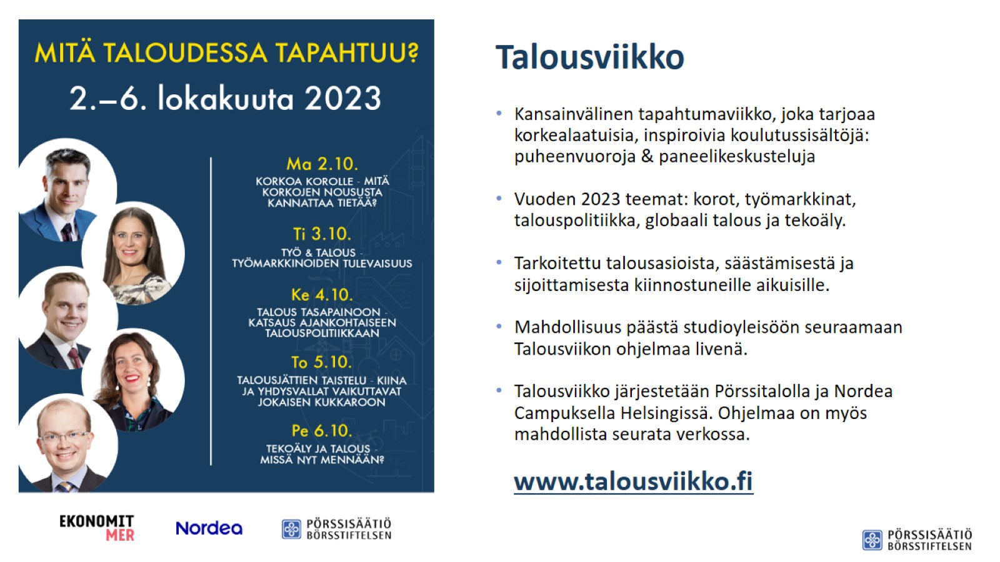 MITÄ TALOUDESSA TAPAHTUU?
2.–6. lokakuuta 2023
Ma 2.10.
KORKOA KOROLLE - MITÄ
KORKOJEN NOUSUSTA
KANNATTAA TIETÄÄ?
Ti 3.10.
TYÖ & TALOUS -
TYÖMARKKINOIDEN TULEVAISUUS
Ke 4.10.
TALOUS TASAPAINOON -
KATSAUS AJANKOHTAISEEN
TALOUSPOLITIIKKAAN
To 5.10.
TALOUSJÄTTIEN TAISTELU - KIINA
JA YHDYSVALLAT VAIKUTTAVAT
JOKAISEN KUKKAROON
Pe 6.10.
TEKOÄLY JA TALOUS -
MISSÄ NYT MENNÄÄN?
EKONOMIT
MER
Nordea
PÖRSSISÄÄTIÖ
BÖRSSTIFTELSEN
Talousviikko
• Kansainvälinen tapahtumaviikko, joka tarjoaa
korkealaatuisia, inspiroivia koulutussisältöjä:
puheenvuoroja & paneelikeskusteluja
• Vuoden 2023 teemat: korot, työmarkkinat,
talouspolitiikka, globaali talous ja tekoäly.
• Tarkoitettu talousasioista, säästämisestä ja
sijoittamisesta kiinnostuneille aikuisille.
• Mahdollisuus päästä studioyleisöön seuraamaan
Talousviikon ohjelmaa livenä.
• Talousviikko järjestetään Pörssitalolla ja Nordea
Campuksella Helsingissä. Ohjelmaa on myös
mahdollista seurata verkossa.
www.talousviikko.fi
PÖRSSISÄÄTIÖ
BÖRSSTIFTELSEN